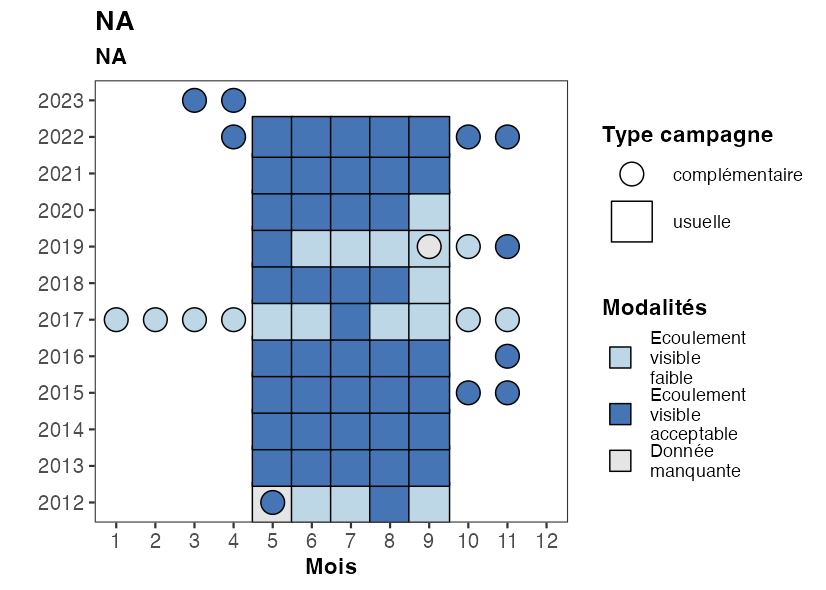 NA
NA
2023
2022
2021
2020
2019
2018
2017
2016
2015
2014
2013
2012
1 2 3 4 5 6 7 8 9 10 11 12
Mois
Type campagne
complémentaire
usuelle
Modalités
Ecoulement
visible
faible
Ecoulement
visible
acceptable
Donnée
manquante